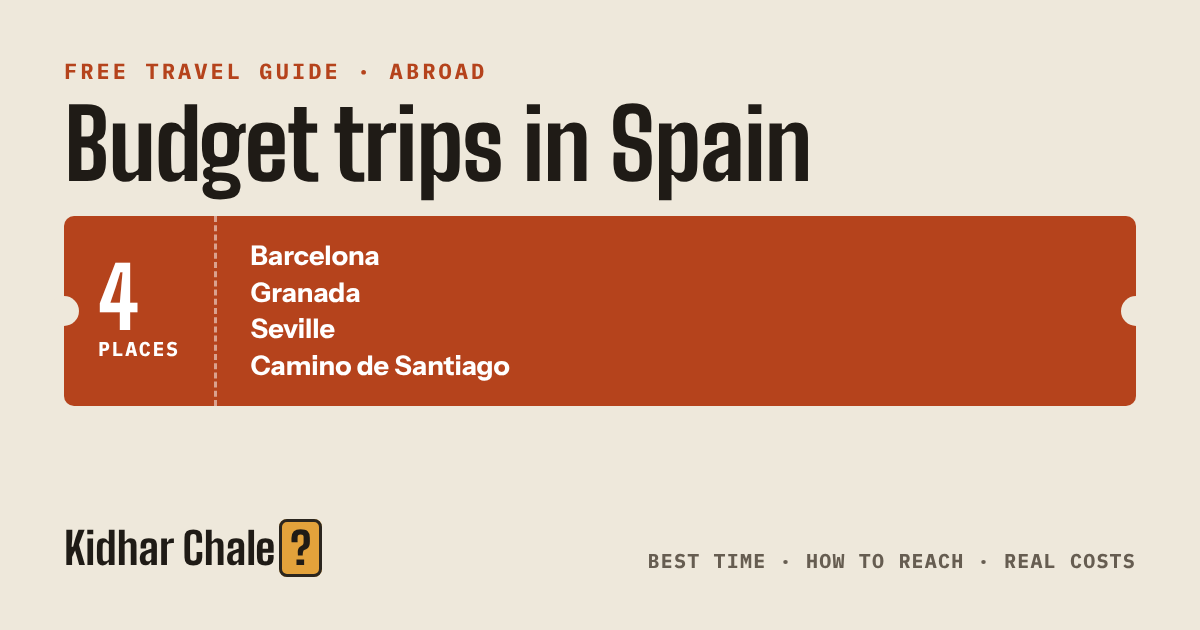 FREE TRAVEL GUIDE · ABROAD
Budget trips in Spain
4
PLACES
Barcelona
Granada
Seville
Camino de Santiago
Kidhar Chale ?
BEST TIME · HOW TO REACH · REAL COSTS